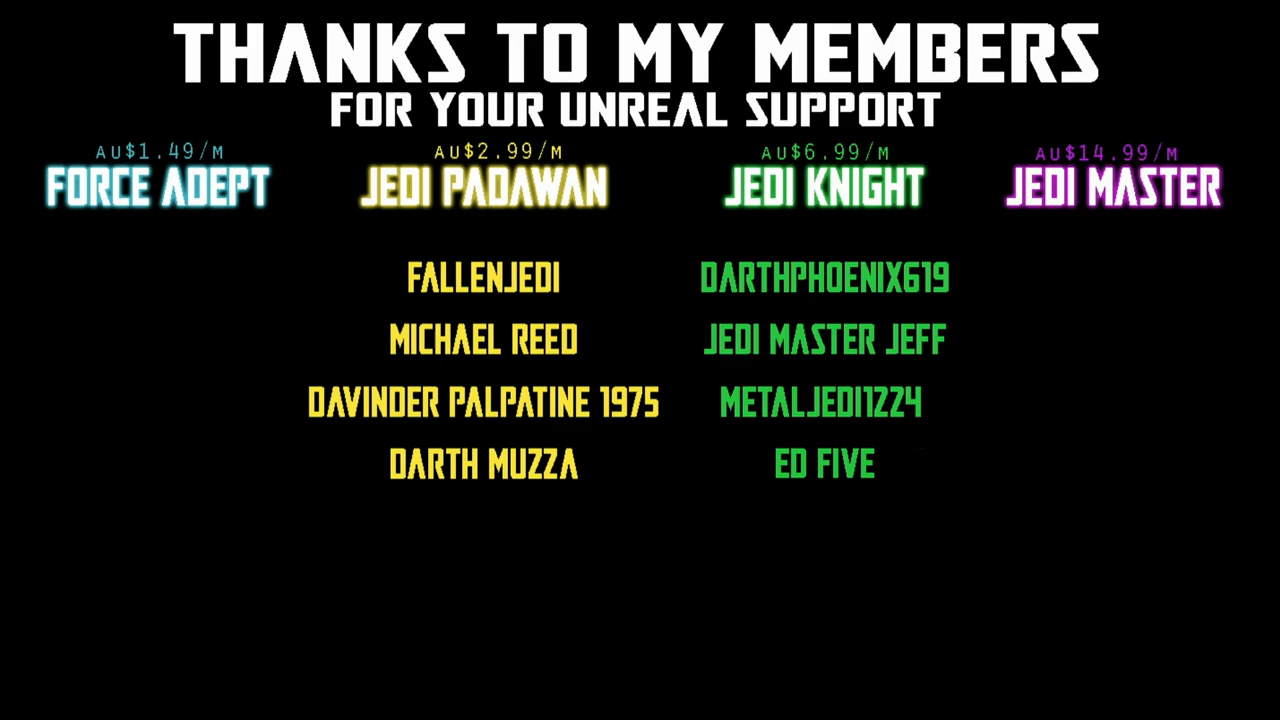 THANKS TO MY MEMBERS
FOR YOUR UNREAL SUPPORT
AU$1.49/M AU$2.99/M AU$6.99/M AU$14.99/M
FORCE ADEPT JEDI PADAWAN JEDI KNIGHT JEDI MASTER
FALLENJEDI DARTHPHOENIX619
MICHAEL REED JEDI MASTER JEFF
DAVINDER PALPATINE 1975 METALJEDI1224
DARTH MUZZA ED FIVE